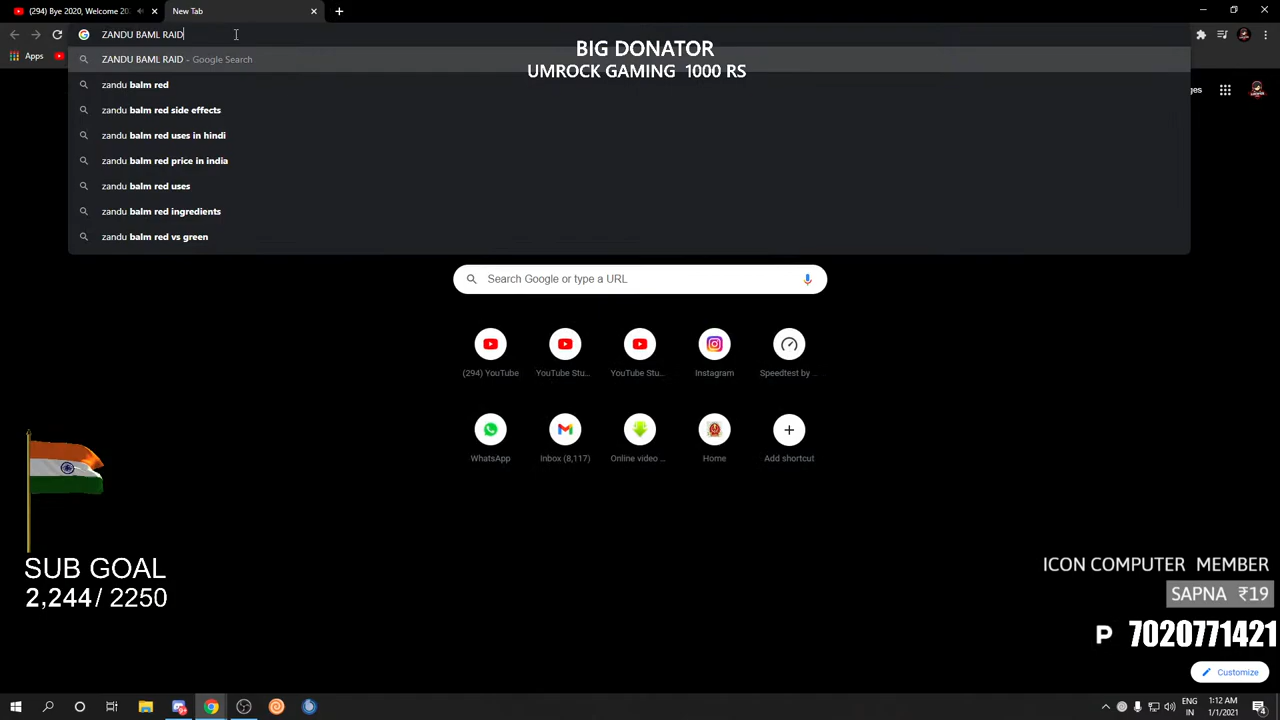 (294) Bye 2020, Welcome 202
New Tab
ZANDU BAML RAID
ZANDU BAML RAID - Google Search
zandu balm red
zandu balm red side effects
zandu balm red uses in hindi
zandu balm red price in india
zandu balm red uses
zandu balm red ingredients
zandu balm red vs green
Apps
BIG DONATOR
UMROCK GAMING 1000 RS
Search Google or type a URL
(294) YouTube
YouTube Stu...
YouTube Stu...
Instagram
Speedtest by ...
WhatsApp
Inbox (8,117)
Online video ...
Home
Add shortcut
SUB GOAL
2,244/ 2250
ICON COMPUTER MEMBER
SAPNA ₹19
P 7020771421
Customize
ENG
IN
1:12 AM
1/1/2021
4